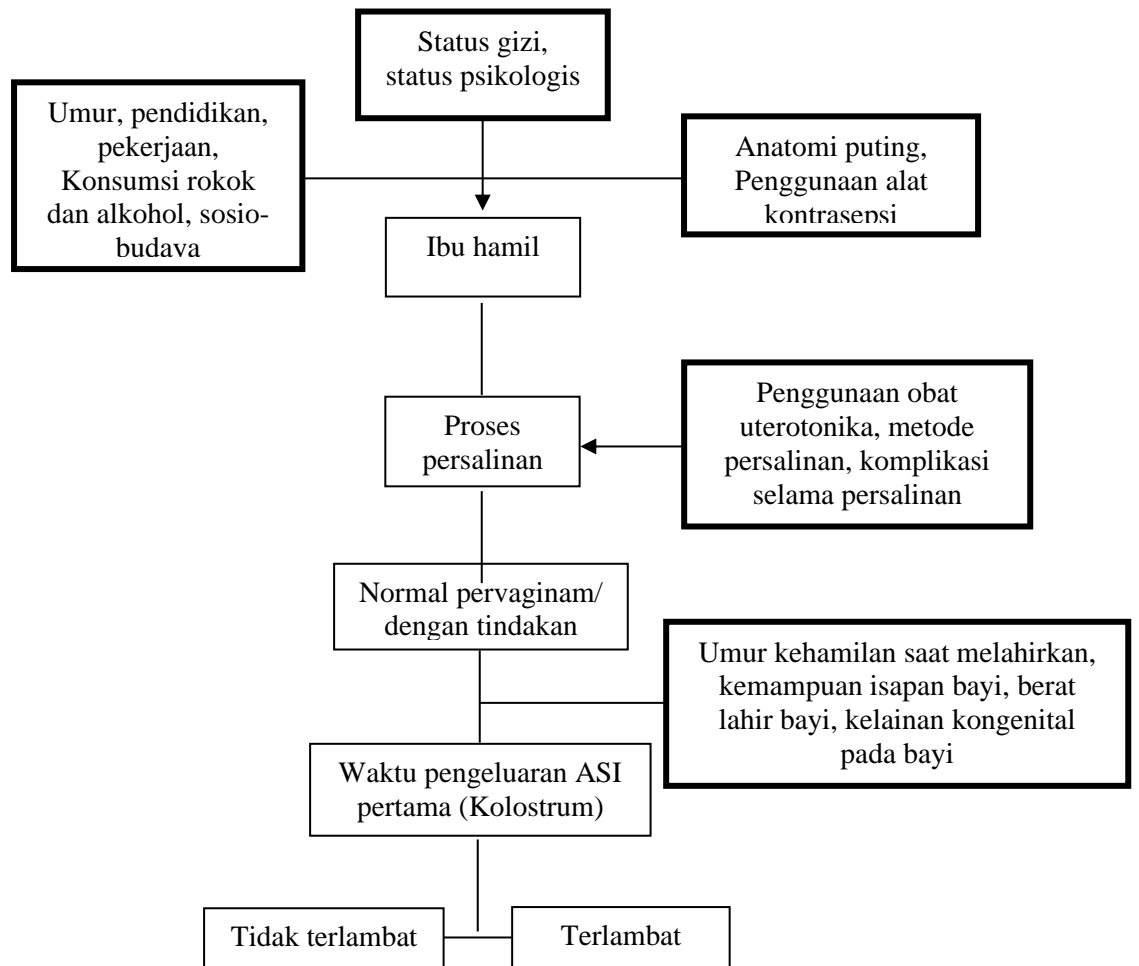 Status gizi,
status psikologis
Umur, pendidikan,
pekerjaan,
Konsumsi rokok
dan alkohol, sosio-
budaya
Anatomi puting,
Penggunaan alat
kontrasepsi
Ibu hamil
Penggunaan obat
uterotonika, metode
persalinan, komplikasi
selama persalinan
Proses
persalinan
Normal pervaginam/
dengan tindakan
Umur kehamilan saat melahirkan,
kemampuan isapan bayi, berat
lahir bayi, kelainan kongenital
pada bayi
Waktu pengeluaran ASI
pertama (Kolostrum)
Tidak terlambat
Terlambat